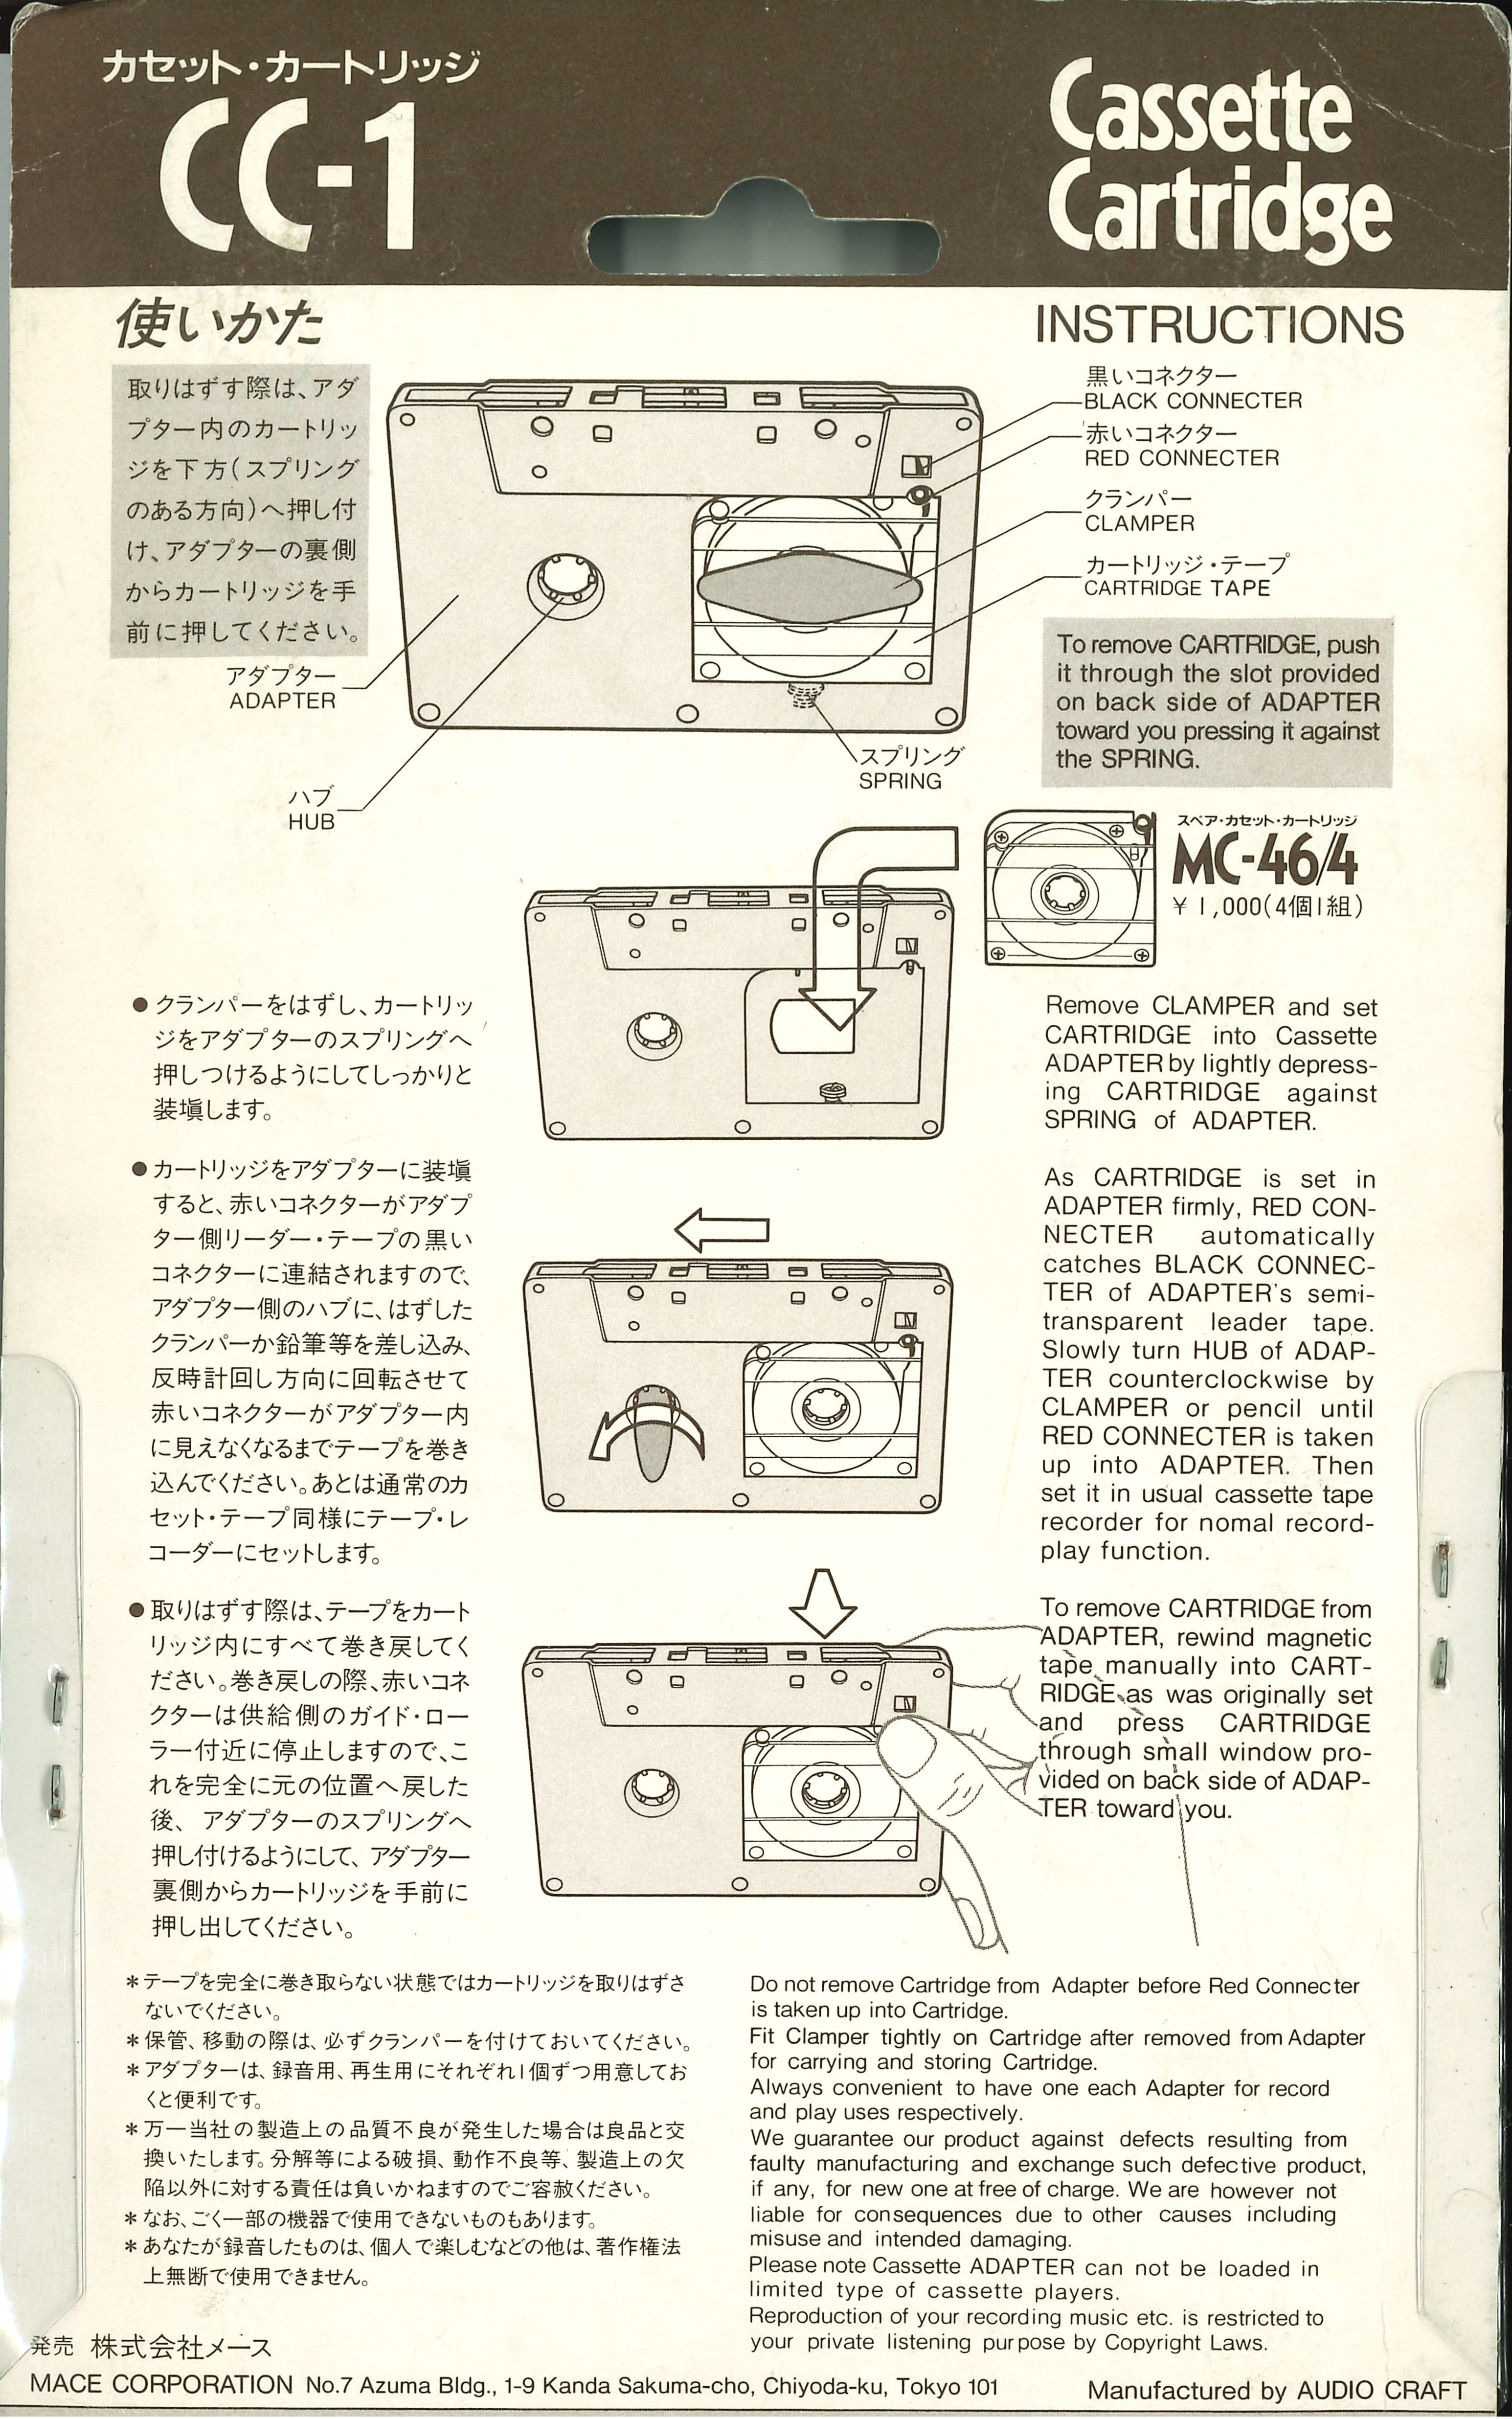 カセット・カートリッジ
CC-1
Cassette
Cartridge
使いかた
INSTRUCTIONS
取りはずす際は、アダ
プター内のカートリッ
ジを下方(スプリング
のある方向)へ押し付
け、アダプターの裏側
からカートリッジを手
前に押してください。
黒いコネクター
BLACK CONNECTER
赤いコネクター
RED CONNECTER
クランパー
CLAMPER
カートリッジ・テープ
CARTRIDGE TAPE
To remove CARTRIDGE, push
it through the slot provided
on back side of ADAPTER
toward you pressing it against
the SPRING.
アダプター
ADAPTER
ハブ
HUB
スプリング
SPRING
スペア・カセット・カートリッジ
MC-46/4
¥1,000(4個1組)
●クランパーをはずし、カートリッ
ジをアダプターのスプリングへ
押しつけるようにしてしっかりと
装塡します。
Remove CLAMPER and set
CARTRIDGE into Cassette
ADAPTER by lightly depress-
ing CARTRIDGE against
SPRING of ADAPTER.
●カートリッジをアダプターに装塡
すると、赤いコネクターがアダプ
ター側リーダー・テープの黒い
コネクターに連結されますので、
アダプター側のハブに、はずした
クランパーか鉛筆等を差し込み、
反時計回し方向に回転させて
赤いコネクターがアダプター内
に見えなくなるまでテープを巻き
込んでください。あとは通常のカ
セット・テープ同様にテープ・レ
コーダーにセットします。
As CARTRIDGE is set in
ADAPTER firmly, RED CON-
NECTER automatically
catches BLACK CONNEC-
TER of ADAPTER's semi-
transparent leader tape.
Slowly turn HUB of ADAP-
TER counterclockwise by
CLAMPER or pencil until
RED CONNECTER is taken
up into ADAPTER. Then
set it in usual cassette tape
recorder for nomal record-
play function.
●取りはずす際は、テープをカート
リッジ内にすべて巻き戻してく
ださい。巻き戻しの際、赤いコネ
クターは供給側のガイド・ロー
ラー付近に停止しますので、こ
れを完全に元の位置へ戻した
後、アダプターのスプリングへ
押し付けるようにして、アダプター
裏側からカートリッジを手前に
押し出してください。
To remove CARTRIDGE from
ADAPTER, rewind magnetic
tape manually into CART-
RIDGE as was originally set
and press CARTRIDGE
through small window pro-
vided on back side of ADAP-
TER toward you.
*テープを完全に巻き取らない状態ではカートリッジを取りはずさ
ないでください。
*保管、移動の際は、必ずクランパーを付けておいてください。
*アダプターは、録音用、再生用にそれぞれ1個ずつ用意してお
くと便利です。
*万一当社の製造上の品質不良が発生した場合は良品と交
換いたします。分解等による破損、動作不良等、製造上の欠
陥以外に対する責任は負いかねますのでご容赦ください。
*なお、ごく一部の機器で使用できないものもあります。
*あなたが録音したものは、個人で楽しむなどの他は、著作権法
上無断で使用できません。
Do not remove Cartridge from Adapter before Red Connecter
is taken up into Cartridge.
Fit Clamper tightly on Cartridge after removed from Adapter
for carrying and storing Cartridge.
Always convenient to have one each Adapter for record
and play uses respectively.
We guarantee our product against defects resulting from
faulty manufacturing and exchange such defective product,
if any, for new one at free of charge. We are however not
liable for consequences due to other causes including
misuse and intended damaging.
Please note Cassette ADAPTER can not be loaded in
limited type of cassette players.
Reproduction of your recording music etc. is restricted to
your private listening purpose by Copyright Laws.
発売 株式会社メース
MACE CORPORATION No.7 Azuma Bldg., 1-9 Kanda Sakuma-cho, Chiyoda-ku, Tokyo 101
Manufactured by AUDIO CRAFT